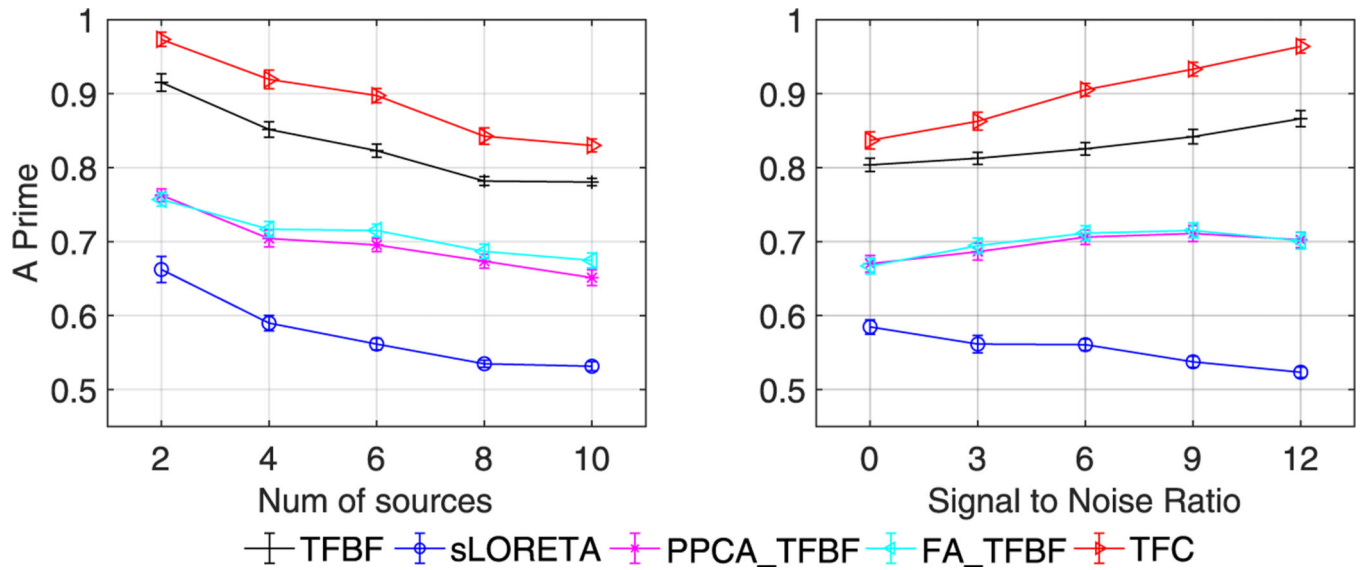 1
0.9
0.8
0.7
0.6
0.5
A Prime
2 4 6 8 10
Num of sources
1
0.9
0.8
0.7
0.6
0.5
0 3 6 9 12
Signal to Noise Ratio
TFBF sLORETA PPCA_TFBF FA_TFBF TFC